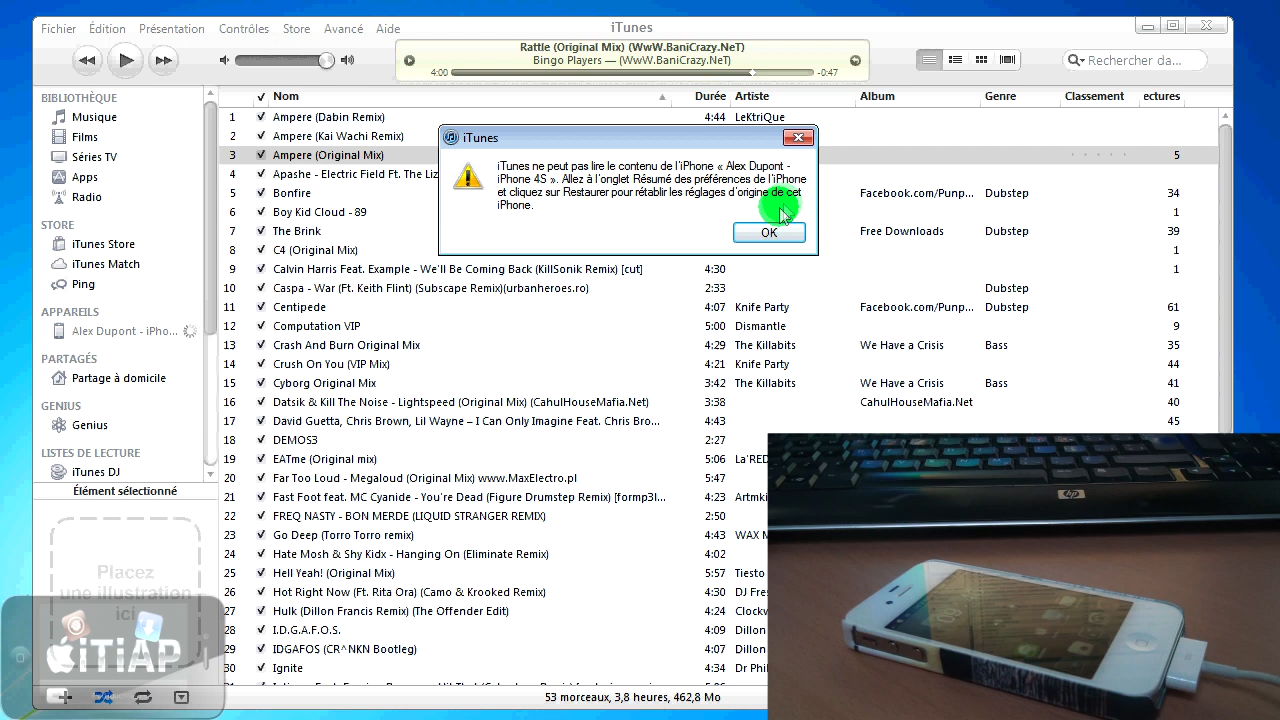 Fichier Édition Présentation Contrôles Store Avancé Aide
iTunes
Rattle (Original Mix) (WwW.BaniCrazy.NeT)
Bingo Players — (WwW.BaniCrazy.NeT)
4:00 -0:47
Rechercher da...
BIBLIOTHÈQUE
Musique
Films
Séries TV
Apps
Radio
STORE
iTunes Store
iTunes Match
Ping
APPAREILS
Alex Dupont - iPho...
PARTAGÉS
Partage à domicile
GENIUS
Genius
LISTES DE LECTURE
iTunes DJ
Élément sélectionné
Placez
une illustration
ici
iTiAP
Nom Durée Artiste Album Genre Classement ectures
1 Ampere (Dabin Remix) 4:44 LeKtriQue
2 Ampere (Kai Wachi Remix)
3 Ampere (Original Mix) 5
4 Apashe - Electric Field Ft. The Liz
5 Bonfire Facebook.com/Punp... Dubstep 34
6 Boy Kid Cloud - 89 1
7 The Brink Free Downloads Dubstep 39
8 C4 (Original Mix) 1
9 Calvin Harris Feat. Example - We'll Be Coming Back (KillSonik Remix) [cut] 4:30 1
10 Caspa - War (Ft. Keith Flint) (Subscape Remix)(urbanheroes.ro) 2:33 Dubstep
11 Centipede 4:07 Knife Party Facebook.com/Punp... Dubstep 61
12 Computation VIP 5:00 Dismantle 9
13 Crash And Burn Original Mix 4:29 The Killabits We Have a Crisis Bass 35
14 Crush On You (VIP Mix) 4:21 Knife Party 44
15 Cyborg Original Mix 3:42 The Killabits We Have a Crisis Bass 41
16 Datsik & Kill The Noise - Lightspeed (Original Mix) (CahulHouseMafia.Net) 3:38 CahulHouseMafia.Net 40
17 David Guetta, Chris Brown, Lil Wayne – I Can Only Imagine Feat. Chris Bro... 4:43 45
18 DEMOS3 2:27
19 EATme (Original mix) 5:06 La'RED
20 Far Too Loud - Megaloud (Original Mix) www.MaxElectro.pl 5:47
21 Fast Foot feat. MC Cyanide - You're Dead (Figure Drumstep Remix) [formp3l... 4:23 Artmki
22 FREQ NASTY - BON MERDE (LIQUID STRANGER REMIX) 2:50
23 Go Deep (Torro Torro remix) 4:43 WAX M
24 Hate Mosh & Shy Kidx - Hanging On (Eliminate Remix) 4:02
25 Hell Yeah! (Original Mix) 5:57 Tiesto
26 Hot Right Now (Ft. Rita Ora) (Camo & Krooked Remix) 4:30 DJ Fres
27 Hulk (Dillon Francis Remix) (The Offender Edit) 4:34 Clockw
28 I.D.G.A.F.O.S. 4:09 Dillon
29 IDGAFOS (CR^NKN Bootleg) 5:07 Dillon
30 Ignite 4:34 Dr Phil
53 morceaux, 3,8 heures, 462,8 Mo
iTunes
iTunes ne peut pas lire le contenu de l'iPhone « Alex Dupont -
iPhone 4S ». Allez à l'onglet Résumé des préférences de l'iPhone
et cliquez sur Restaurer pour rétablir les réglages d'origine de cet
iPhone.
OK
hp